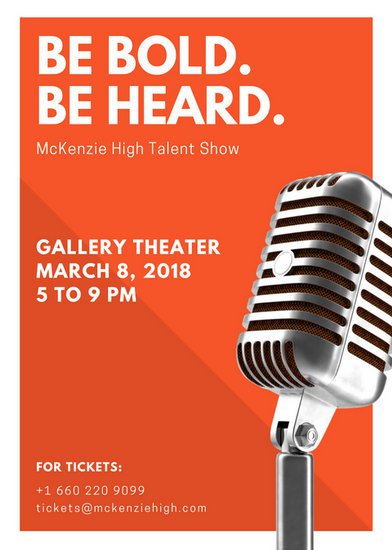 BE BOLD.
BE HEARD.
McKenzie High Talent Show
GALLERY THEATER
MARCH 8, 2018
5 TO 9 PM
FOR TICKETS:
+1 660 220 9099
tickets@mckenziehigh.com